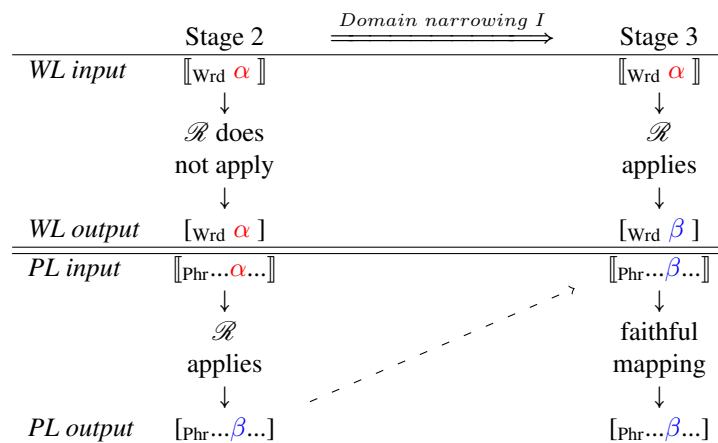 Domain narrowing I
Stage 2 Stage 3
WL input ⟦Wrd α ⟧ ⟦Wrd α ⟧
↓ ↓
ℛ does ℛ
not apply applies
↓ ↓
WL output [Wrd α ] [Wrd β ]
PL input ⟦Phr...α...⟧ ⟦Phr...β...⟧
↓ ↓
ℛ faithful
applies mapping
↓ ↓
PL output [Phr...β...] [Phr...β...]